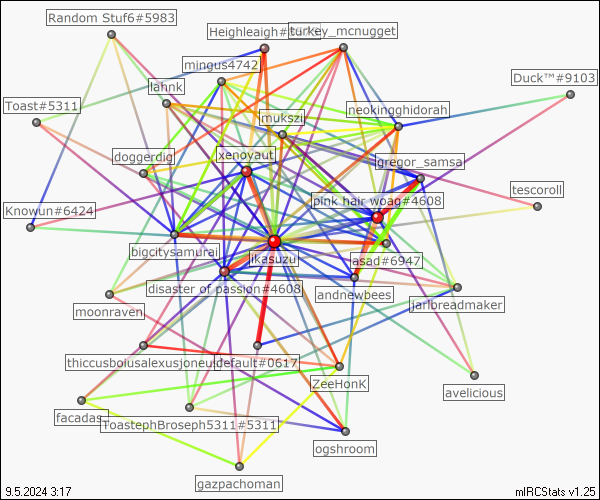 Random Stuf6#5983
Heighleaigh#
turkey_mcnugget
mingus4742
Duck™#9103
lahnk
Toast#5311
neokingghidorah
mukszi
doggerdig
xenoyaut
gregor_samsa
tescoroll
pink hair woag#4608
Knowun#6424
bigcitysamurai
ikasuzu
asad#6947
disaster of passion#4608
andnewbees
jarlbreadmaker
moonraven
thiccusbolusalexusjoneu
default#0617
ZeeHonK
avelicious
facadas
ToastephBroseph5311#5311
ogshroom
gazpachoman
9.5.2024 3:17
mIRCStats v1.25